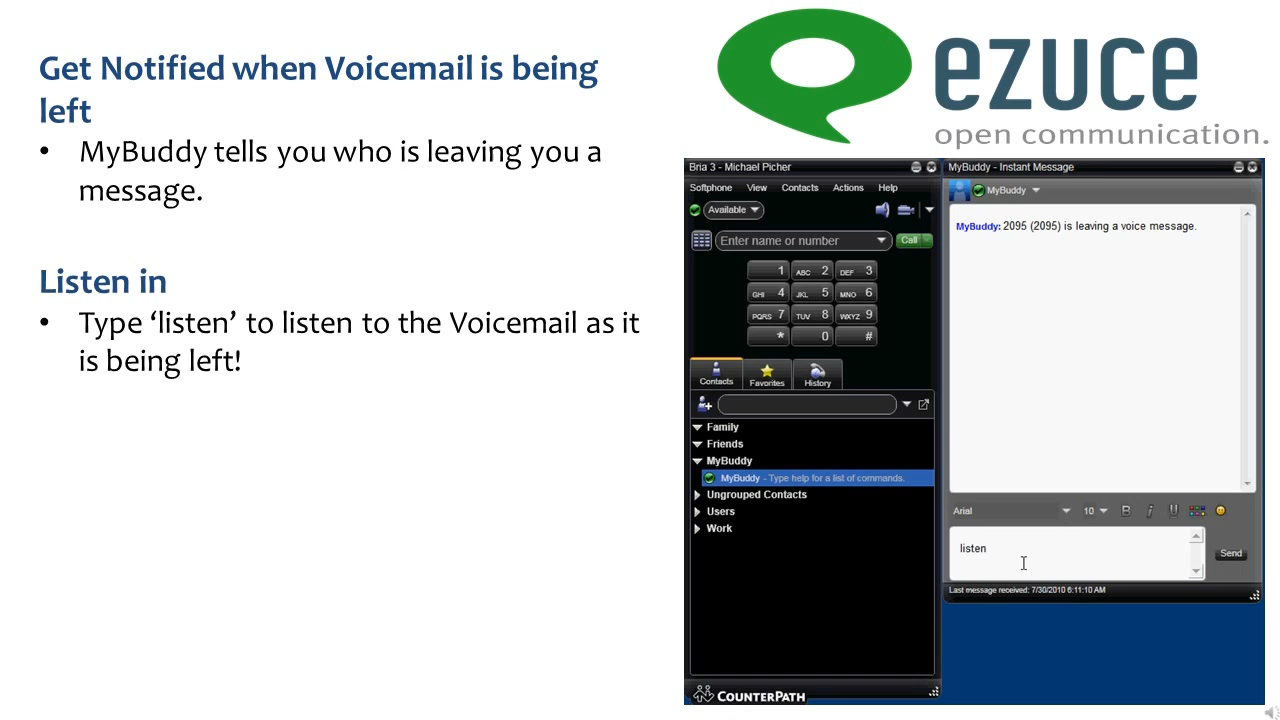 Get Notified when Voicemail is being
left
• MyBuddy tells you who is leaving you a
message.
Listen in
• Type ‘listen’ to listen to the Voicemail as it
is being left!
ezuce
open communication.
Bria 3 - Michael Picher
Softphone View Contacts Actions Help
Available
Enter name or number Call
1 ABC 2 DEF 3
GHI 4 JKL 5 MNO 6
PQRS 7 TUV 8 WXYZ 9
* 0 #
Contacts Favorites History
Family
Friends
MyBuddy
MyBuddy - Type help for a list of commands.
Ungrouped Contacts
Users
Work
COUNTERPATH
MyBuddy - Instant Message
MyBuddy
MyBuddy: 2095 (2095) is leaving a voice message.
Arial 10 B i U
listen
Send
Last message received: 7/30/2010 6:11:10 AM